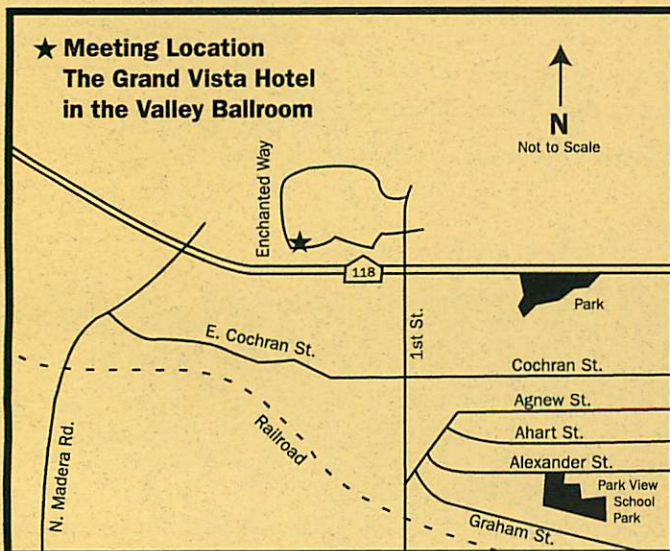 ★ Meeting Location
The Grand Vista Hotel
in the Valley Ballroom
N
Not to Scale
Enchanted Way
118
Park
E. Cochran St.
1st St.
Cochran St.
Agnew St.
Ahart St.
Alexander St.
Railroad
N. Madera Rd.
Park View
School
Park
Graham St.